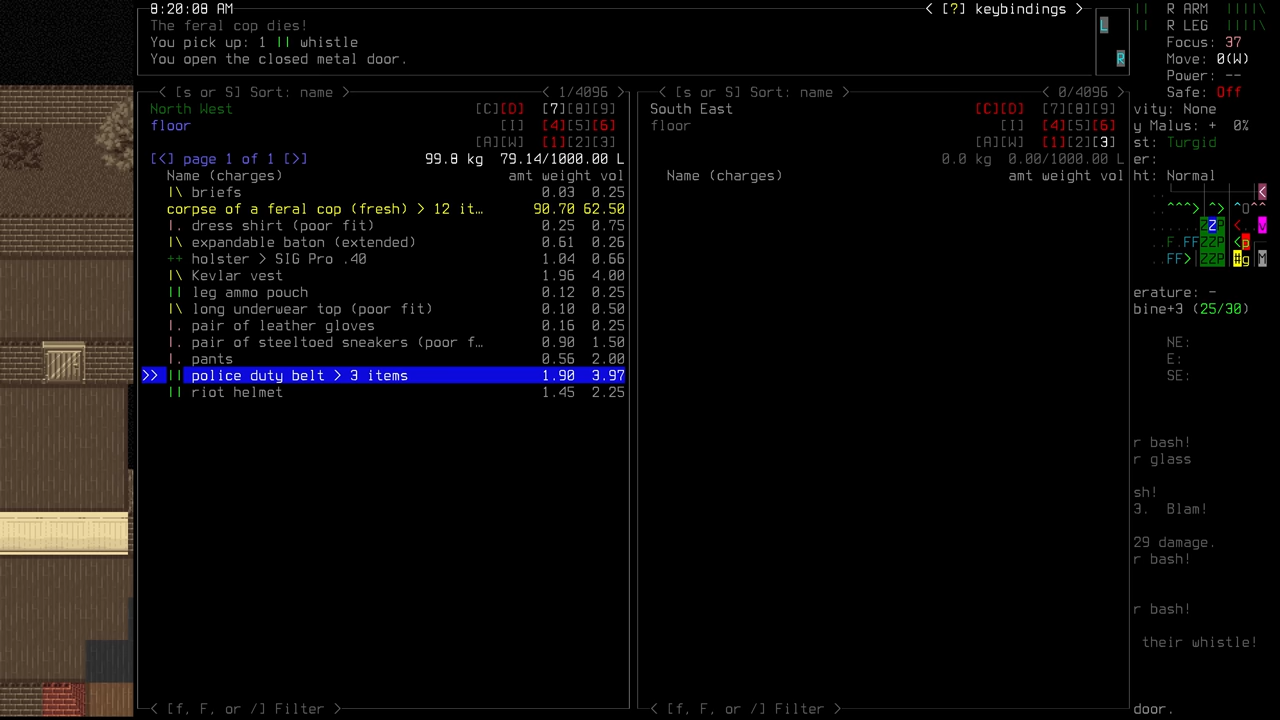 8:20:08 AM
< [?] keybindings >
The feral cop dies!
You pick up: 1 || whistle
You open the closed metal door.
L
R
< [s or S] Sort: name > < 1/4096 >
North West [C][D] [7][8][9]
floor [I] [4][5][6]
[A][W] [1][2][3]
[<] page 1 of 1 [>] 99.8 kg 79.14/1000.00 L
Name (charges) amt weight vol
|\ briefs 0.03 0.25
corpse of a feral cop (fresh) > 12 it… 90.70 62.50
|. dress shirt (poor fit) 0.25 0.75
|\ expandable baton (extended) 0.61 0.26
++ holster > SIG Pro .40 1.04 0.66
|\ Kevlar vest 1.96 4.00
|| leg ammo pouch 0.12 0.25
|\ long underwear top (poor fit) 0.10 0.50
|. pair of leather gloves 0.16 0.25
|. pair of steeltoed sneakers (poor f… 0.90 1.50
|. pants 0.56 2.00
>> || police duty belt > 3 items 1.90 3.97
|| riot helmet 1.45 2.25
< [f, F, or /] Filter >
< [s or S] Sort: name > < 0/4096 >
South East [C][D] [7][8][9]
floor [I] [4][5][6]
[A][W] [1][2][3]
0.0 kg 0.00/1000.00 L
Name (charges) amt weight vol
< [f, F, or /] Filter >
|| R ARM ||||\
|| R LEG ||||\
Focus: 37
Move: 0(W)
Power: --
Safe: Off
vity: None
y Malus: + 0%
st: Turgid
er:
ht: Normal
erature: -
bine+3 (25/30)
NE:
E:
SE:
r bash!
r glass
sh!
3. Blam!
29 damage.
r bash!
r bash!
their whistle!
door.